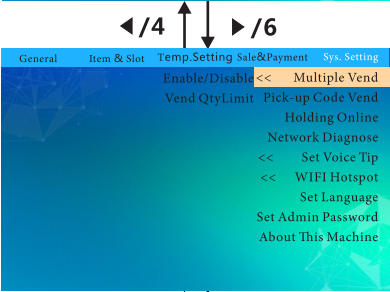 ◀/4 ▶/6
General Item & Slot Temp.Setting Sale&Payment Sys. Setting
Enable/Disable << Multiple Vend
Vend QtyLimit Pick-up Code Vend
Holding Online
Network Diagnose
<< Set Voice Tip
<< WIFI Hotspot
Set Language
Set Admin Password
About This Machine